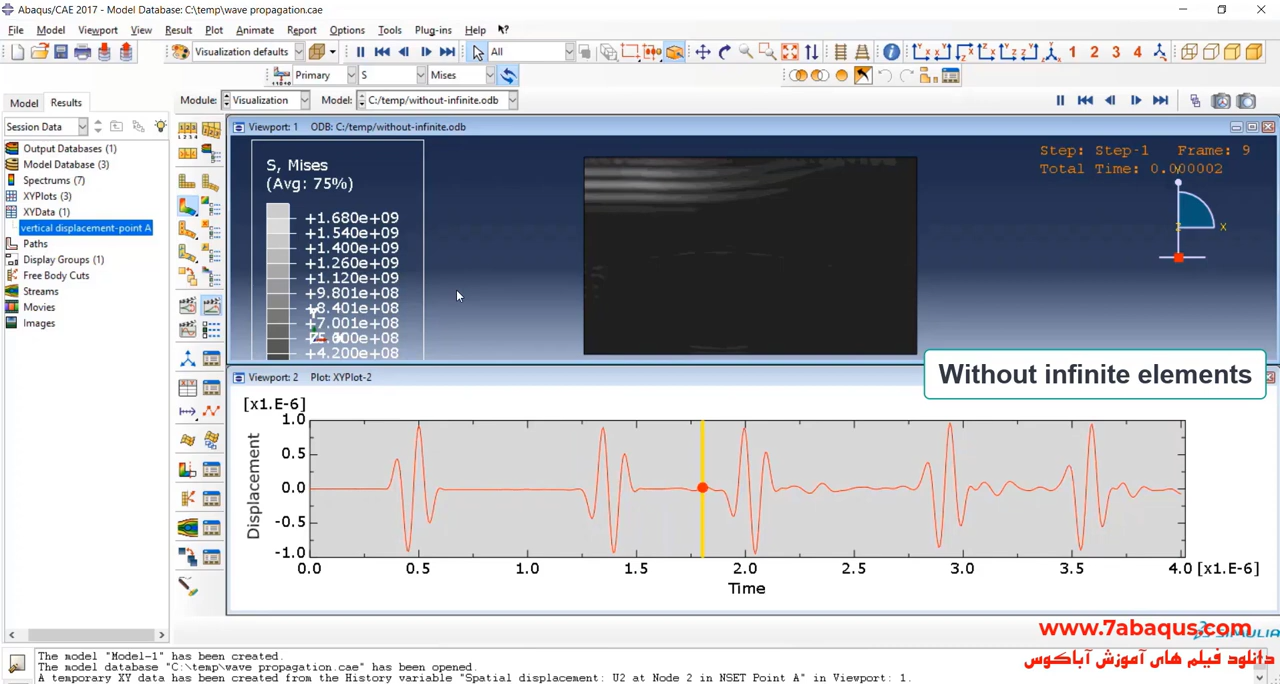 Abaqus/CAE 2017 - Model Database: C:\temp\wave propagation.cae
File Model Viewport View Result Plot Animate Report Options Tools Plug-ins Help
Visualization defaults All
Primary S Mises
1 2 3 4
Model Results
Module: Visualization Model: C:/temp/without-infinite.odb
Session Data
Output Databases (1)
Model Database (3)
Spectrums (7)
XYPlots (3)
XYData (1)
vertical displacement-point A
Paths
Display Groups (1)
Free Body Cuts
Streams
Movies
Images
Viewport: 1 ODB: C:/temp/without-infinite.odb
S, Mises
(Avg: 75%)
+1.680e+09
+1.540e+09
+1.400e+09
+1.260e+09
+1.120e+09
+9.801e+08
+8.401e+08
+7.001e+08
+5.600e+08
+4.200e+08
Step: Step-1 Frame: 9
Total Time: 0.000002
Y
Z X
Without infinite elements
Viewport: 2 Plot: XYPlot-2
[x1.E-6]
1.0
0.5
0.0
-0.5
-1.0
Displacement
0.0 0.5 1.0 1.5 2.0 2.5 3.0 3.5 4.0 [x1.E-6]
Time
www.7abaqus.com
SIMULIA
دانلود فیلم های آموزش آباکوس
The model "Model-1" has been created.
The model database "C:\temp\wave propagation.cae" has been opened.
A temporary XY data has been created from the History variable "Spatial displacement: U2 at Node 2 in NSET Point A" in Viewport: 1.